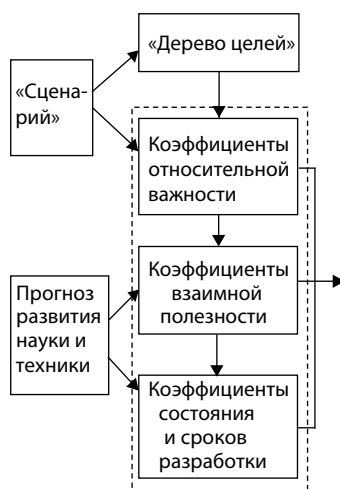 «Дерево целей»
«Сцена-
рий»
Коэффициенты
относительной
важности
Коэффициенты
взаимной
полезности
Прогноз
развития
науки и
техники
Коэффициенты
состояния
и сроков
разработки